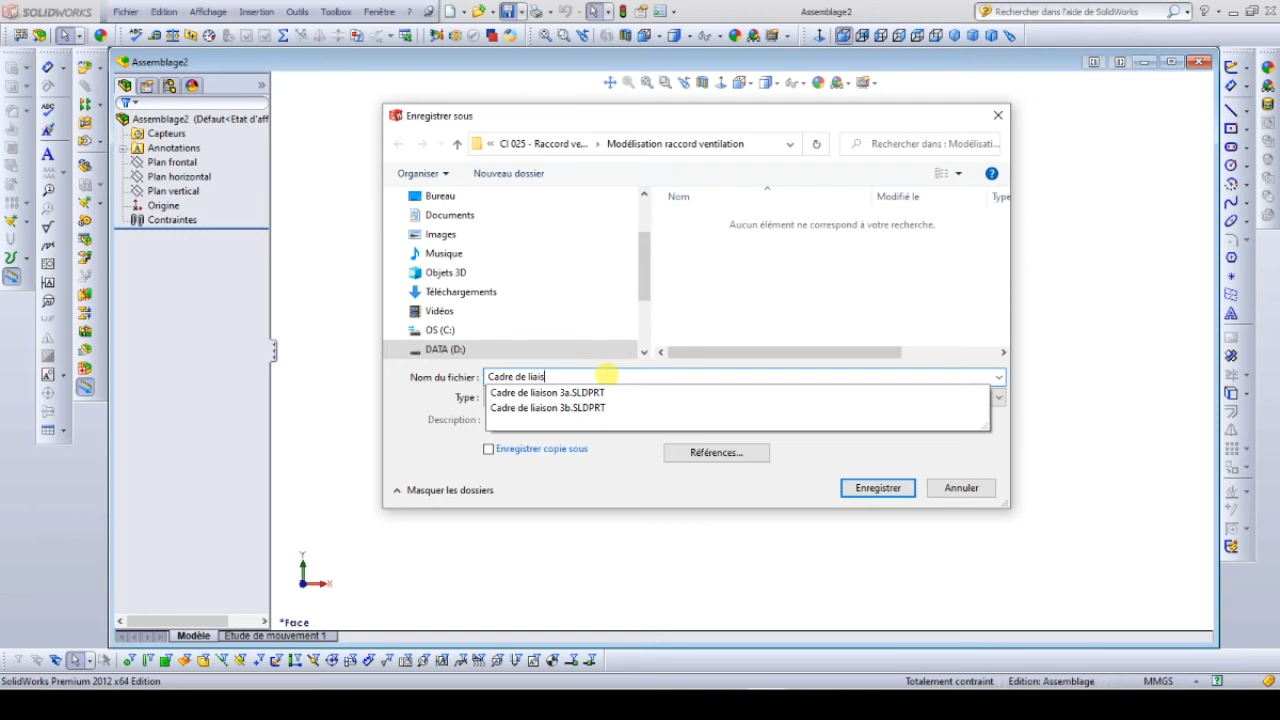 SOLIDWORKS Fichier Edition Affichage Insertion Outils Toolbox Fenêtre ? Assemblage2 Rechercher dans l'aide de SolidWorks
Assemblage2
Assemblage2 (Défaut<Etat d'aff
Capteurs
Annotations
Plan frontal
Plan horizontal
Plan vertical
Origine
Contraintes
Enregistrer sous
« CI 025 - Raccord ve... > Modélisation raccord ventilation
Rechercher dans : Modélisati...
Organiser Nouveau dossier
Bureau
Documents
Images
Musique
Objets 3D
Téléchargements
Vidéos
OS (C:)
DATA (D:)
Nom Modifié le Type
Aucun élément ne correspond à votre recherche.
Nom du fichier : Cadre de liais
Type :
Cadre de liaison 3a.SLDPRT
Cadre de liaison 3b.SLDPRT
Description :
Enregistrer copie sous Références...
Masquer les dossiers Enregistrer Annuler
Y
X
*Face
Modèle Etude de mouvement 1
SolidWorks Premium 2012 x64 Edition Totalement contraint Edition: Assemblage MMGS